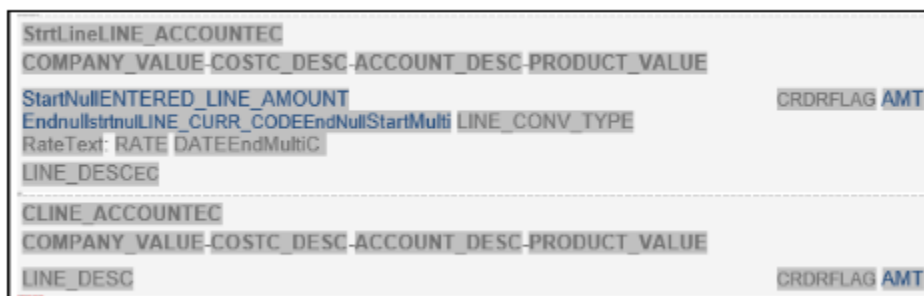 StrtLineLINE_ACCOUNTEC
COMPANY_VALUE-COSTC_DESC-ACCOUNT_DESC-PRODUCT_VALUE
StartNullENTERED_LINE_AMOUNT CRDRFLAG AMT
EndnullstrtnulLINE_CURR_CODEEndNullStartMulti LINE_CONV_TYPE
RateText: RATE DATEEndMultiC
LINE_DESCEC
CLINE_ACCOUNTEC
COMPANY_VALUE-COSTC_DESC-ACCOUNT_DESC-PRODUCT_VALUE
LINE_DESC CRDRFLAG AMT